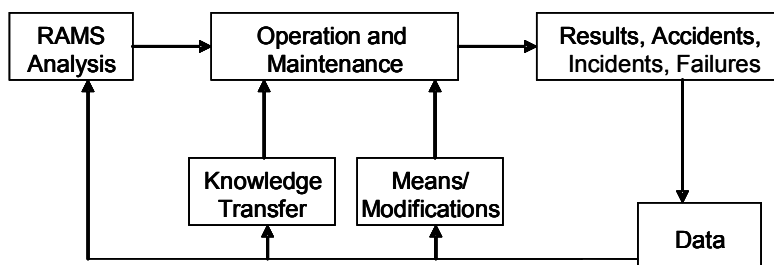 RAMS
Analysis
Operation and
Maintenance
Results, Accidents,
Incidents, Failures
Knowledge
Transfer
Means/
Modifications
Data